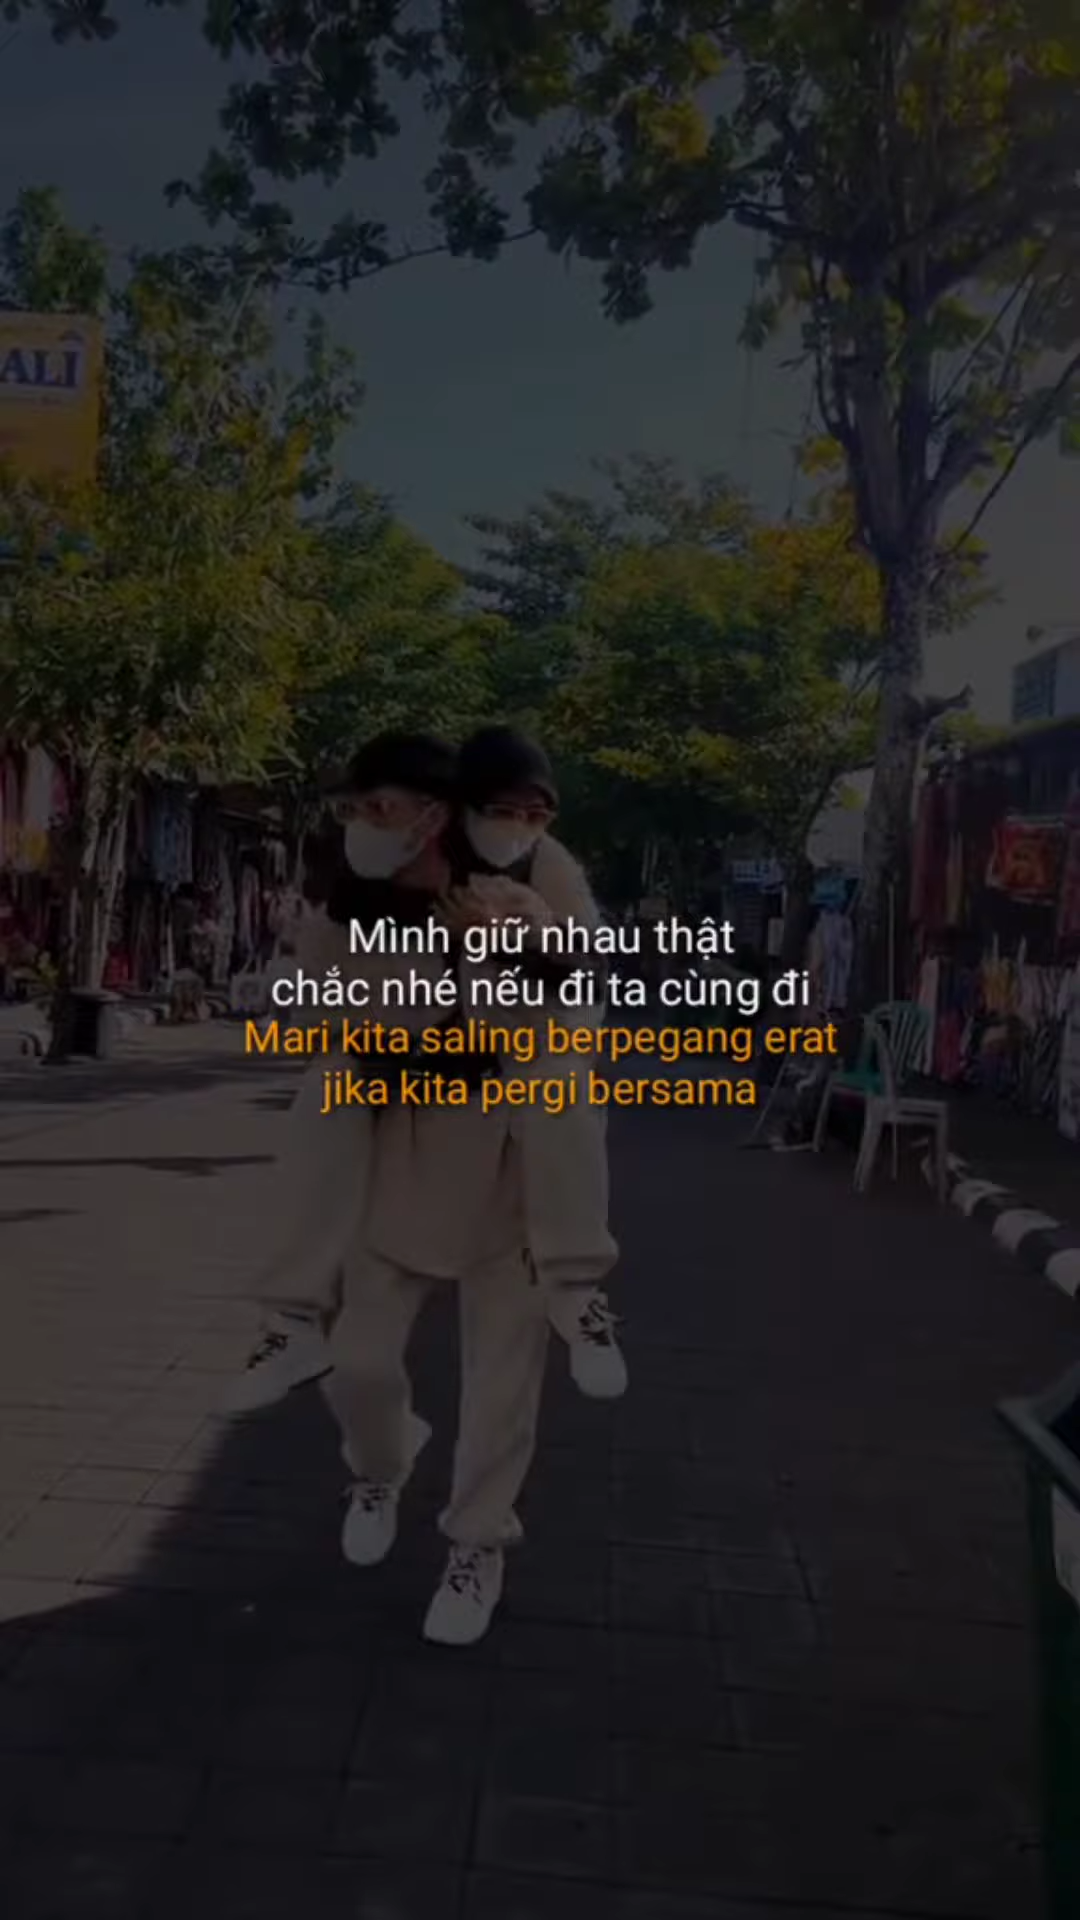 ALI
Mình giữ nhau thật
chắc nhé nếu đi ta cùng đi
Mari kita saling berpegang erat
jika kita pergi bersama